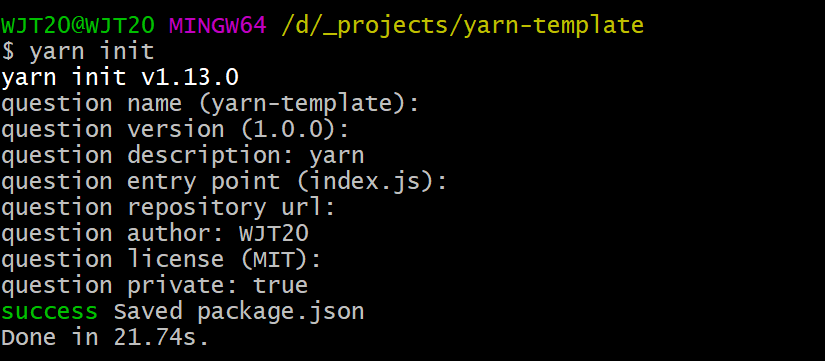 WJT20@WJT20 MINGW64 /d/_projects/yarn-template
$ yarn init
yarn init v1.13.0
question name (yarn-template):
question version (1.0.0):
question description: yarn
question entry point (index.js):
question repository url:
question author: WJT20
question license (MIT):
question private: true
success Saved package.json
Done in 21.74s.